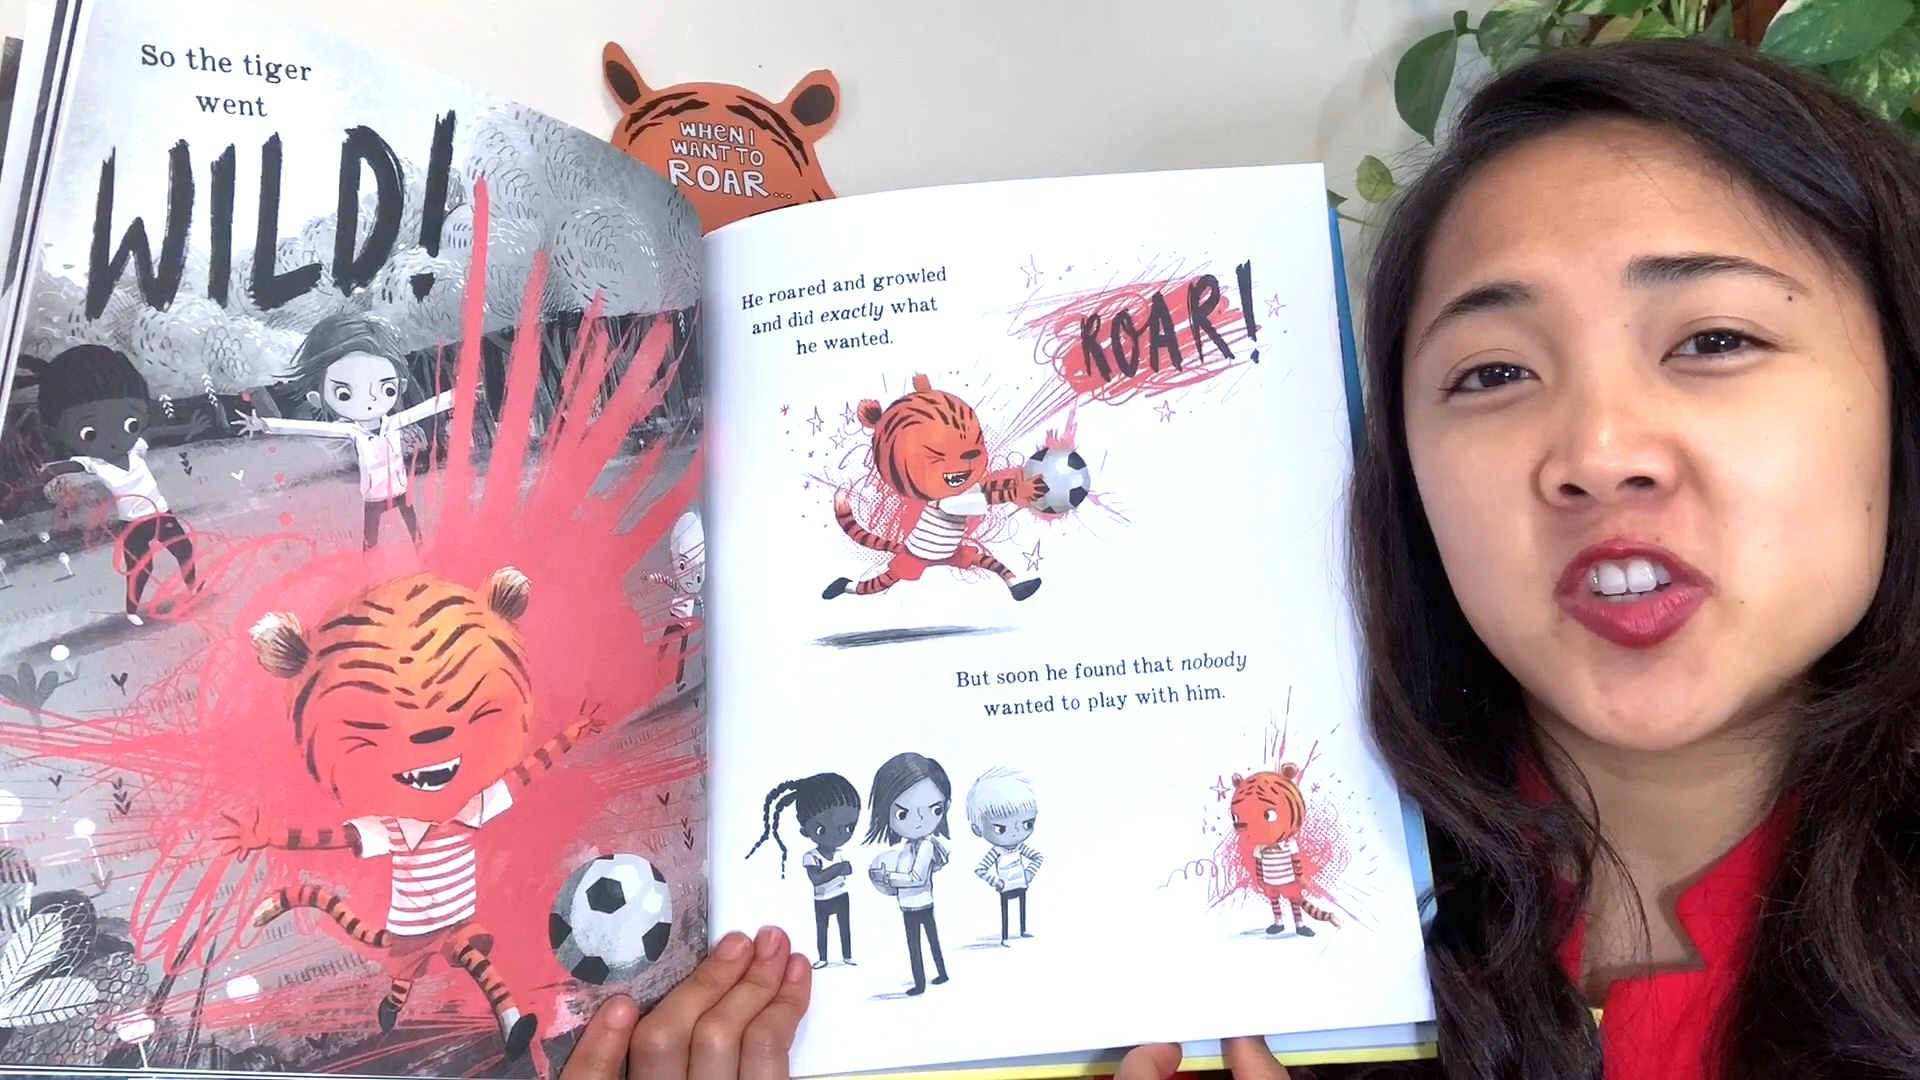 So the tiger
went
WILD!
WHEN I
WANT TO
ROAR...
He roared and growled
and did exactly what
he wanted.
ROAR!
But soon he found that nobody
wanted to play with him.